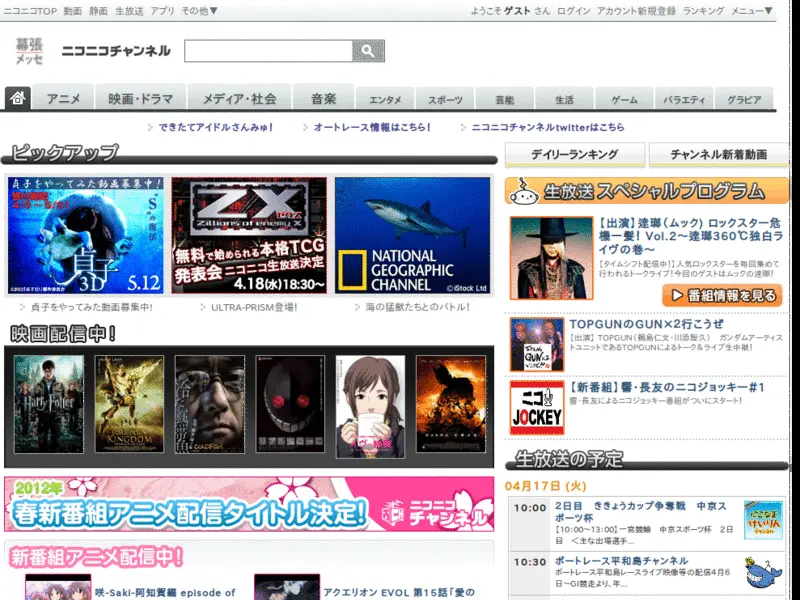 ニコニコTOP 動画 静画 生放送 アプリ その他▼
ようこそ ゲスト さん ログイン アカウント新規登録 ランキング メニュー▼
幕張
メッセ
ニコニコチャンネル
アニメ 映画・ドラマ メディア・社会 音楽 エンタメ スポーツ 芸能 生活 ゲーム バラエティ グラビア
できたてアイドルさんみゅ! オートレース情報はこちら! ニコニコチャンネルtwitterはこちら
ピックアップ
貞子をやってみた動画募集中!
"S"の復活
貞子
3D
5.12
Z X
Zillions of enemy X
無料で始められる本格TCG
発表会 ニコニコ生放送決定
4.18(水)18:30〜
NATIONAL
GEOGRAPHIC
CHANNEL
©iStock Ltd
貞子をやってみた動画募集中!
ULTRA-PRISM登場!
海の猛獣たちとのバトル!
映画配信中!
Harry Potter
KINGDOM
COLDFISH
2012年
春新番組アニメ配信タイトル決定!
ニコニコ
チャンネル
新番組アニメ配信中!
咲-Saki-阿知賀編 episode of
アクエリオン EVOL 第15話「愛の
デイリーランキング チャンネル新着動画
生放送 スペシャルプログラム
【出演】逹瑯(ムック) ロックスター危
機一髪! Vol.2〜逹瑯360℃独白ラ
イヴの巻〜
【タイムシフト配信中!】人気ロックスターを毎回集めて
行われるトークライブ!今回のゲストはムックの逹瑯!
番組情報を見る
TOPGUNのGUN×2行こうぜ
【出演】TOPGUN(楠島仁文・川添智久) ガンダムアーティス
トユニットであるTOPGUNによるトーク&ライブ生中継!
【新番組】響・長友のニコジョッキー#1
響・長友によるニコジョッキー番組がついにスタート!
ニコ
JOCKEY
生放送の予定
04月17日 (火)
10:00
2日目 ききょうカップ争奪戦 中京ス
ポーツ杯
【10:00〜13:00】一宮競輪 中京スポーツ杯 2日
目 <主な出場選手...
にこなま
けいりん
チャンネル
10:30
ボートレース平和島チャンネル
ボートレース平和島レースライブ映像等の配信4月6
日〜GI競走より、年...